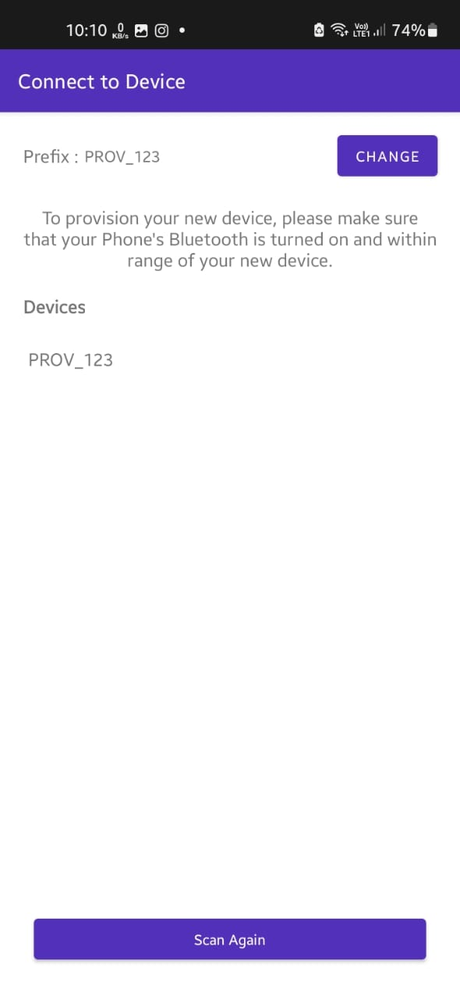 10:10 0 KB/s Vo)) LTE1 74%
Connect to Device
Prefix : PROV_123 CHANGE
To provision your new device, please make sure
that your Phone's Bluetooth is turned on and within
range of your new device.
Devices
PROV_123
Scan Again